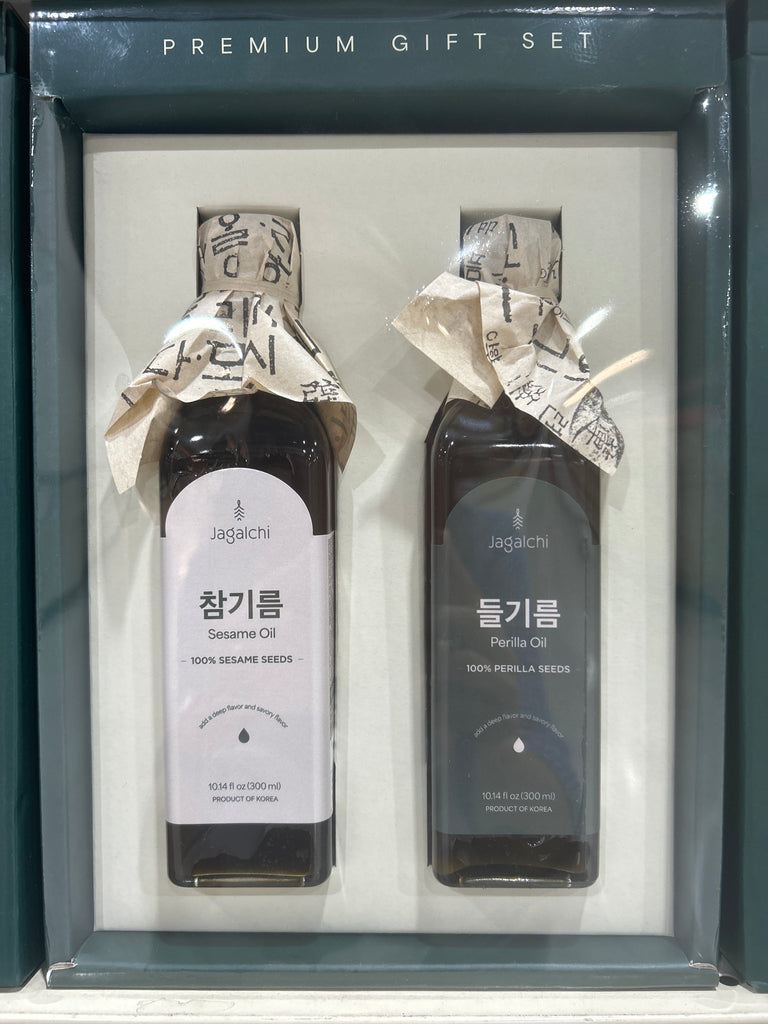 PREMIUM GIFT SET
Jagalchi
참기름
Sesame Oil
100% SESAME SEEDS
add a deep flavor and savory flavor
10.14 fl oz (300 ml)
PRODUCT OF KOREA
Jagalchi
들기름
Perilla Oil
100% PERILLA SEEDS
add a deep flavor and savory flavor
10.14 fl oz (300 ml)
PRODUCT OF KOREA